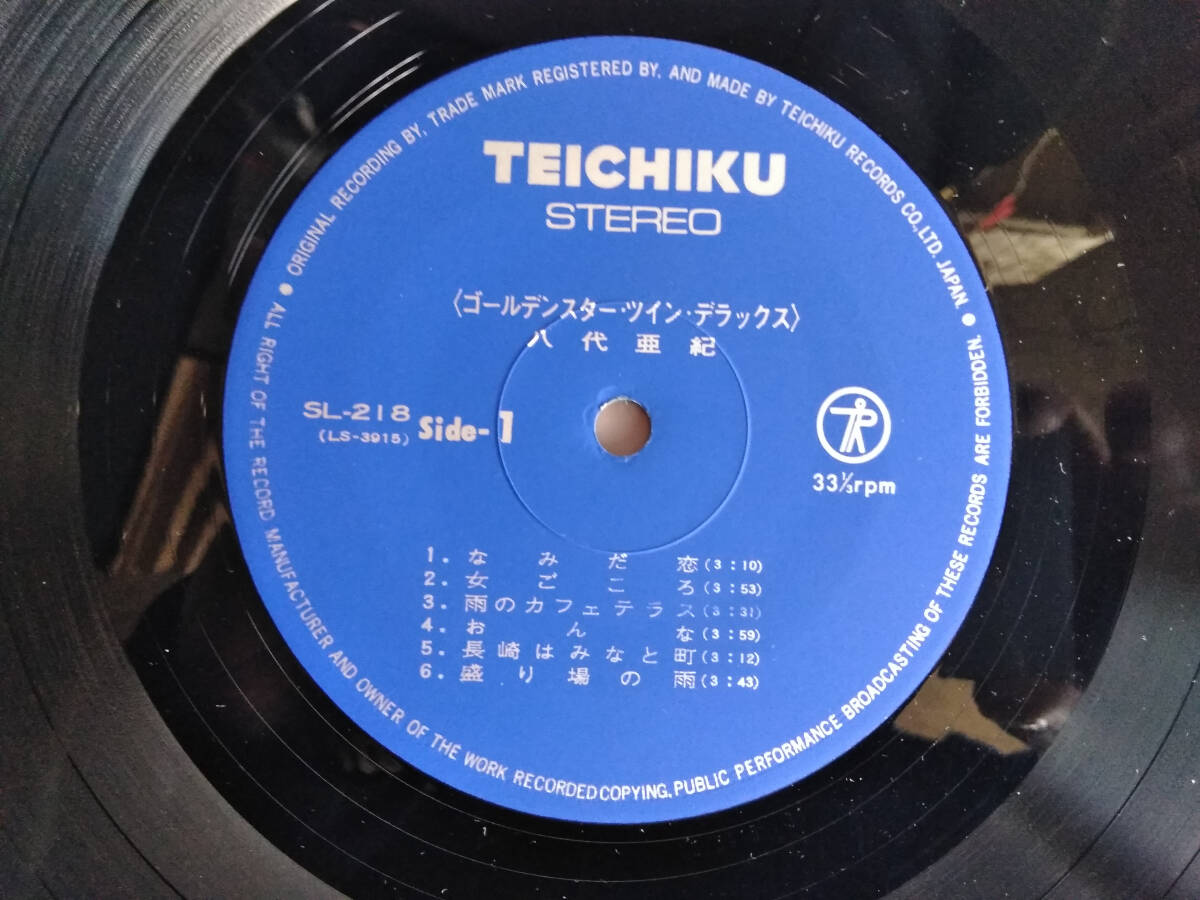 ORIGINAL RECORDING BY, TRADE MARK REGISTERED BY, AND MADE BY TEICHIKU RECORDS CO., LTD. JAPAN.
TEICHIKU
STEREO
〈ゴールデンスター・ツイン・デラックス〉
八代亜紀
SL-218
(LS-3915)
Side-1
33⅓rpm
1. なみだ恋(3:10)
2. 女ごころ(3:53)
3. 雨のカフェテラス(3:31)
4. おんな(3:59)
5. 長崎はみなと町(3:12)
6. 盛り場の雨(3:43)
● ALL RIGHT OF THE RECORD MANUFACTURER AND OWNER OF THE WORK RECORDED COPYING, PUBLIC PERFORMANCE BROADCASTING OF THESE RECORDS ARE FORBIDDEN. ●